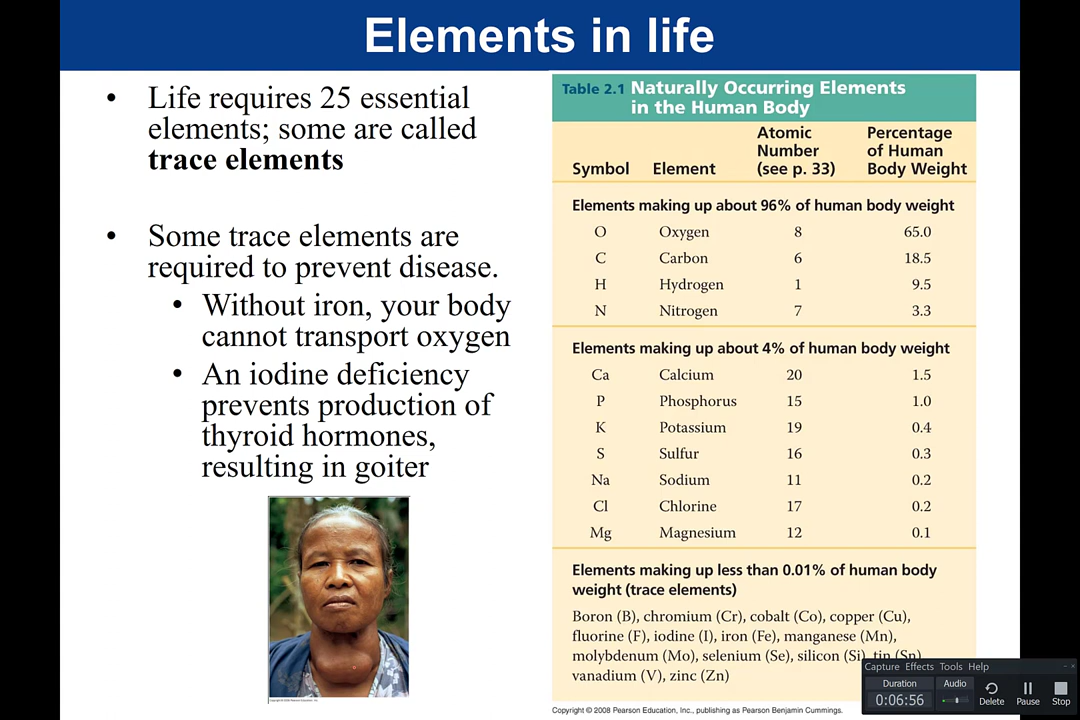 Elements in life
• Life requires 25 essential
elements; some are called
trace elements
• Some trace elements are
required to prevent disease.
• Without iron, your body
cannot transport oxygen
• An iodine deficiency
prevents production of
thyroid hormones,
resulting in goiter
Table 2.1 Naturally Occurring Elements
in the Human Body
Symbol Element Atomic Number (see p. 33) Percentage of Human Body Weight
Elements making up about 96% of human body weight
O Oxygen 8 65.0
C Carbon 6 18.5
H Hydrogen 1 9.5
N Nitrogen 7 3.3
Elements making up about 4% of human body weight
Ca Calcium 20 1.5
P Phosphorus 15 1.0
K Potassium 19 0.4
S Sulfur 16 0.3
Na Sodium 11 0.2
Cl Chlorine 17 0.2
Mg Magnesium 12 0.1
Elements making up less than 0.01% of human body
weight (trace elements)
Boron (B), chromium (Cr), cobalt (Co), copper (Cu),
fluorine (F), iodine (I), iron (Fe), manganese (Mn),
molybdenum (Mo), selenium (Se), silicon (Si), tin (Sn),
vanadium (V), zinc (Zn)
Copyright © 2008 Pearson Education, Inc., publishing as Pearson Benjamin Cummings.
Capture Effects Tools Help
Duration Audio
0:06:56 Delete Pause Stop